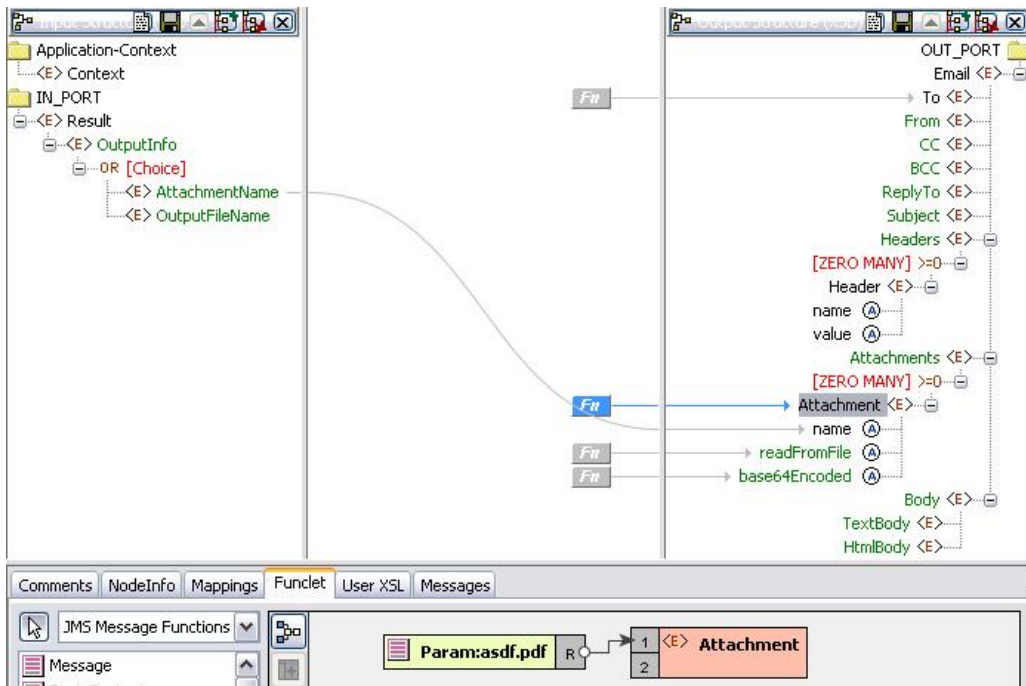 Application-Context
<E> Context
IN_PORT
<E> Result
<E> OutputInfo
OR [Choice]
<E> AttachmentName
<E> OutputFileName
Fn
Fn
Fn
Fn
OUT_PORT
Email <E>
To <E>
From <E>
CC <E>
BCC <E>
ReplyTo <E>
Subject <E>
Headers <E>
[ZERO MANY] >=0
Header <E>
name A
value A
Attachments <E>
[ZERO MANY] >=0
Attachment <E>
name A
readFromFile A
base64Encoded A
Body <E>
TextBody <E>
HtmlBody <E>
Comments NodeInfo Mappings Funclet User XSL Messages
JMS Message Functions
Message
Param:asdf.pdf R
1 <E> Attachment
2